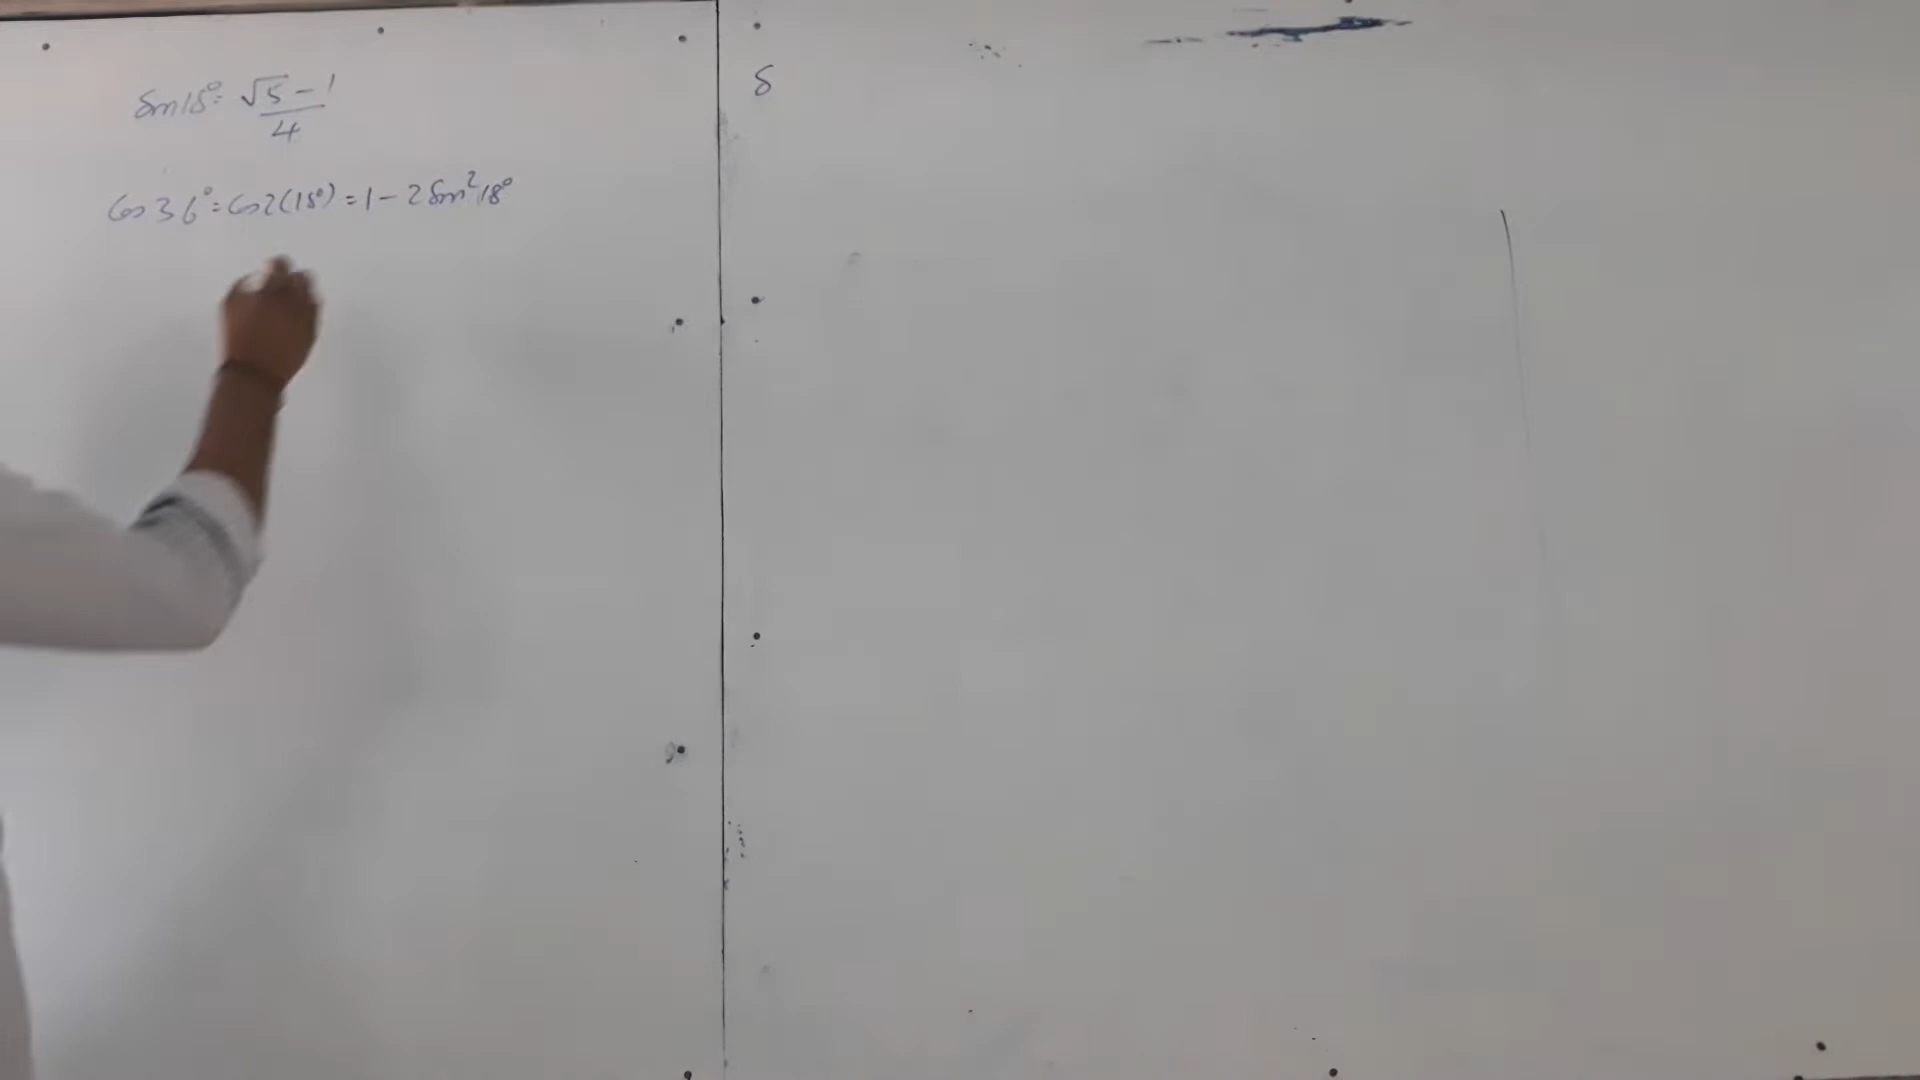 Sin18° = √5 - 1 / 4
Cos36° = Cos2(18°) = 1 - 2Sin²18°
S